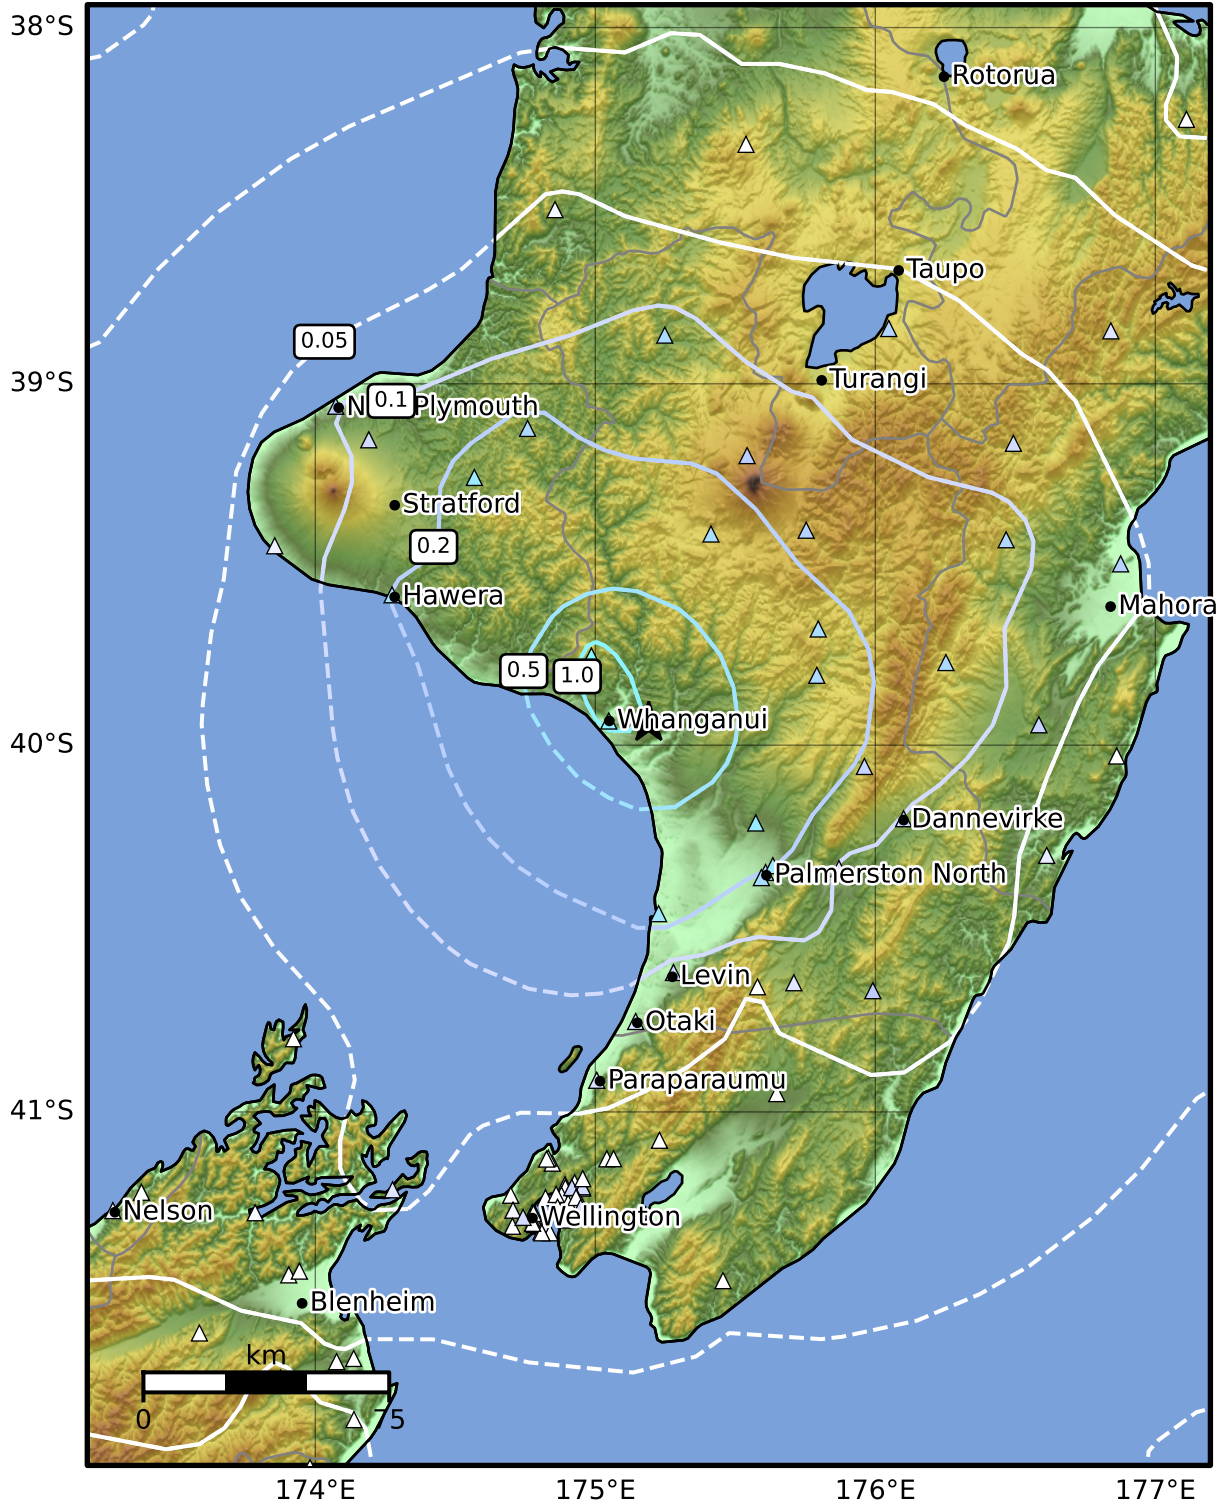 38°S
Rotorua
Taupo
0.05
39°S
Turangi
0.1
Plymouth
Stratford
0.2
Hawera
Mahora
0.5
1.0
Whanganui
40°S
Dannevirke
Palmerston North
Levin
Otaki
Paraparaumu
41°S
Nelson
Wellington
Blenheim
km
0
75
174°E
175°E
176°E
177°E